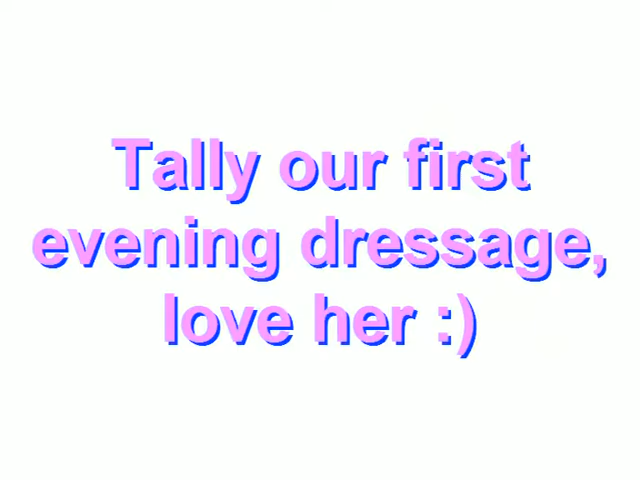 Tally our first
evening dressage,
love her :)